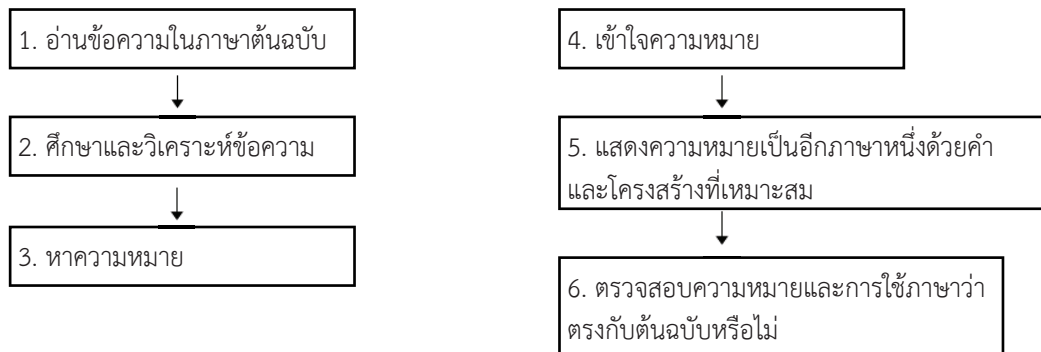 1. อ่านข้อความในภาษาต้นฉบับ
2. ศึกษาและวิเคราะห์ข้อความ
3. หาความหมาย
4. เข้าใจความหมาย
5. แสดงความหมายเป็นอีกภาษาหนึ่งด้วยคำ
และโครงสร้างที่เหมาะสม
6. ตรวจสอบความหมายและการใช้ภาษาว่า
ตรงกับต้นฉบับหรือไม่